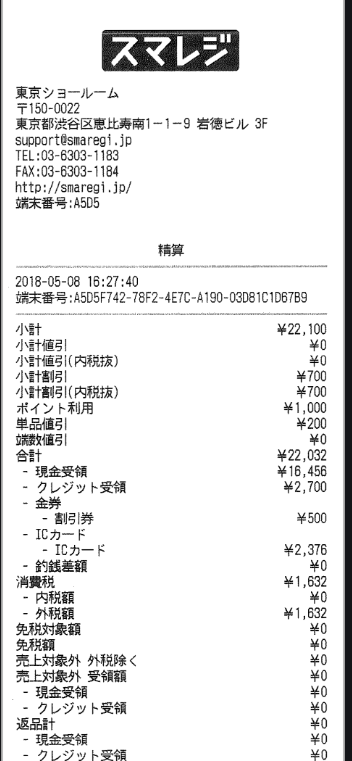 スマレジ
東京ショールーム
〒150-0022
東京都渋谷区恵比寿南1-1-9 岩徳ビル 3F
support@smaregi.jp
TEL:03-6303-1183
FAX:03-6303-1184
http://smaregi.jp/
端末番号:A5D5
精算
2018-05-08 16:27:40
端末番号:A5D5F742-78F2-4E7C-A190-03D81C1D67B9
小計 ¥22,100
小計値引 ¥0
小計値引(内税抜) ¥0
小計割引 ¥700
小計割引(内税抜) ¥700
ポイント利用 ¥1,000
単品値引 ¥200
端数値引 ¥0
合計 ¥22,032
- 現金受領 ¥16,456
- クレジット受領 ¥2,700
- 金券
- 割引券 ¥500
- ICカード
- ICカード ¥2,376
- 釣銭差額 ¥0
消費税 ¥1,632
- 内税額 ¥0
- 外税額 ¥1,632
免税対象額 ¥0
免税額 ¥0
売上対象外 外税除く ¥0
売上対象外 受領額 ¥0
- 現金受領 ¥0
- クレジット受領 ¥0
返品計 ¥0
- 現金受領 ¥0
- クレジット受領 ¥0